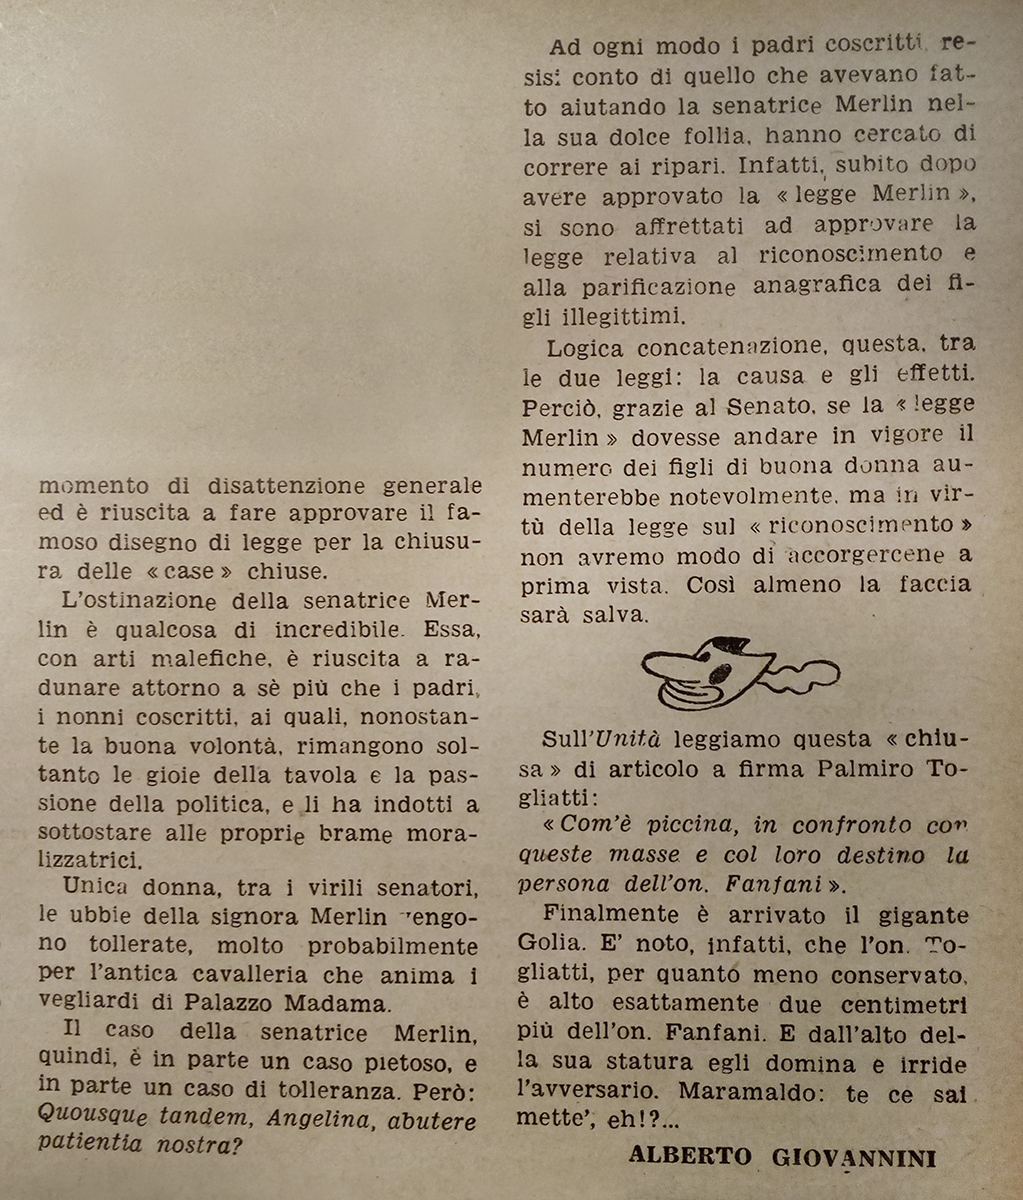 momento di disattenzione generale
ed è riuscita a fare approvare il fa-
moso disegno di legge per la chiusu-
ra delle « case » chiuse.
L'ostinazione della senatrice Mer-
lin è qualcosa di incredibile. Essa,
con arti malefiche, è riuscita a ra-
dunare attorno a sè più che i padri,
i nonni coscritti, ai quali, nonostan-
te la buona volontà, rimangono sol-
tanto le gioie della tavola e la pas-
sione della politica, e li ha indotti a
sottostare alle proprie brame mora-
lizzatrici.
Unica donna, tra i virili senatori,
le ubbie della signora Merlin vengo-
no tollerate, molto probabilmente
per l'antica cavalleria che anima i
vegliardi di Palazzo Madama.
Il caso della senatrice Merlin,
quindi, è in parte un caso pietoso, e
in parte un caso di tolleranza. Però:
Quousque tandem, Angelina, abutere
patientia nostra?
Ad ogni modo i padri coscritti, re-
sisi conto di quello che avevano fat-
to aiutando la senatrice Merlin nel-
la sua dolce follia, hanno cercato di
correre ai ripari. Infatti, subito dopo
avere approvato la « legge Merlin »,
si sono affrettati ad approvare la
legge relativa al riconoscimento e
alla parificazione anagrafica dei fi-
gli illegittimi.
Logica concatenazione, questa, tra
le due leggi: la causa e gli effetti.
Perciò, grazie al Senato, se la « legge
Merlin » dovesse andare in vigore il
numero dei figli di buona donna au-
menterebbe notevolmente, ma in vir-
tù della legge sul « riconoscimento »
non avremo modo di accorgercene a
prima vista. Così almeno la faccia
sarà salva.
Sull'Unità leggiamo questa « chiu-
sa » di articolo a firma Palmiro To-
gliatti:
« Com'è piccina, in confronto con
queste masse e col loro destino la
persona dell'on. Fanfani ».
Finalmente è arrivato il gigante
Golia. E' noto, infatti, che l'on. To-
gliatti, per quanto meno conservato,
è alto esattamente due centimetri
più dell'on. Fanfani. E dall'alto del-
la sua statura egli domina e irride
l'avversario. Maramaldo: te ce sai
mette', eh!?...
ALBERTO GIOVANNINI